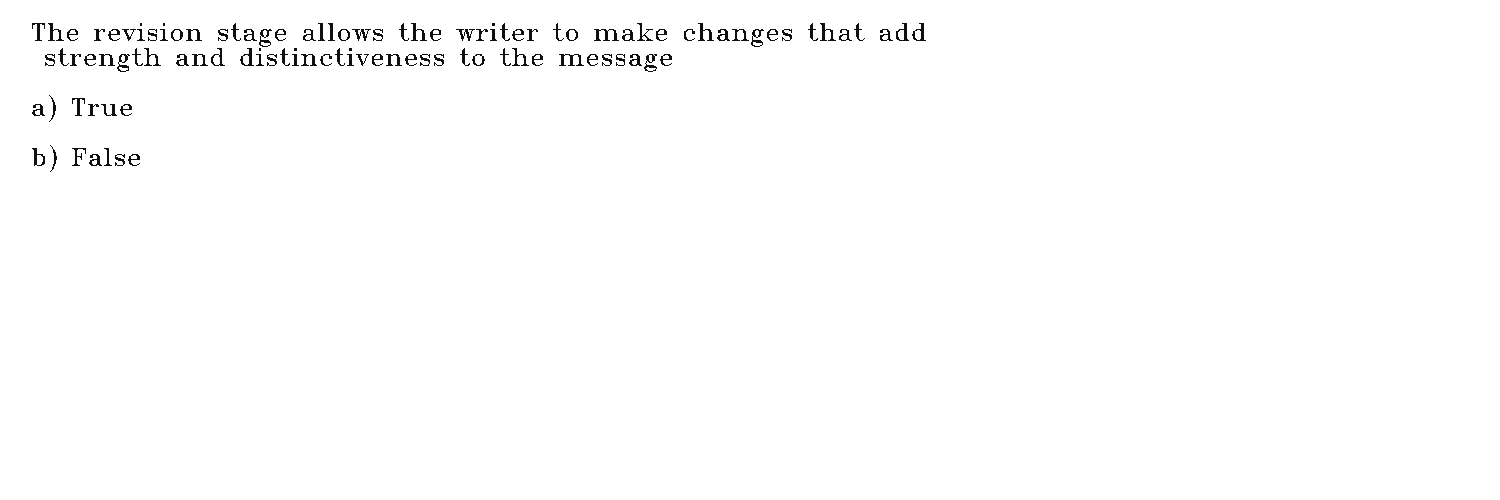 The revision stage allows the writer to make changes that add
strength and distinctiveness to the message
a) True
b) False